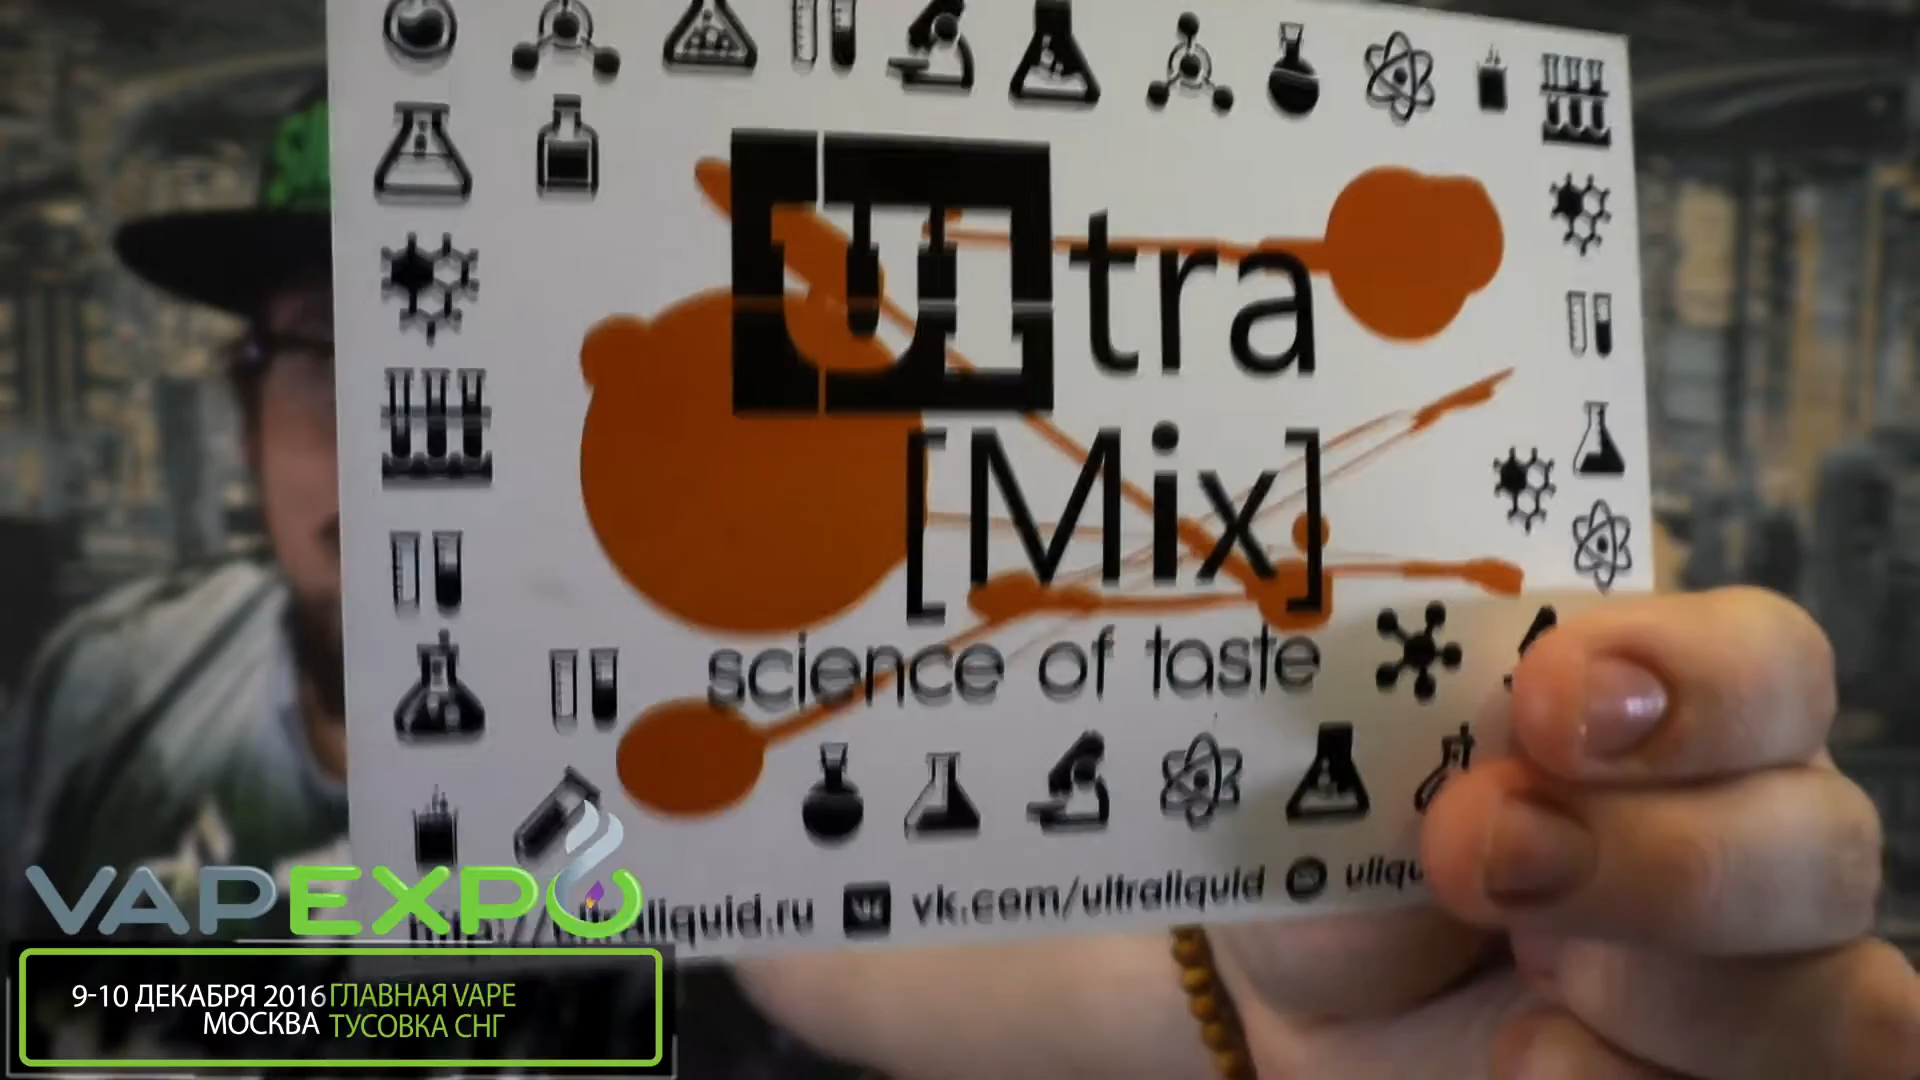 Ultra
[Mix]
science of taste
vk.com/ultraliquid
VAPEXPO
9-10 ДЕКАБРЯ 2016 ГЛАВНАЯ VAPE
МОСКВА ТУСОВКА СНГ